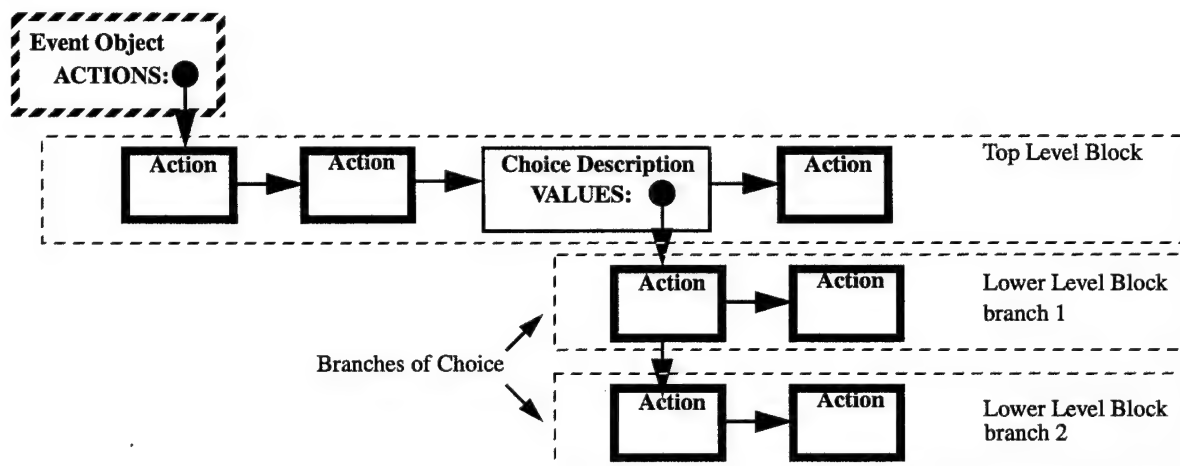 Event Object
ACTIONS:
Action
Action
Choice Description
VALUES:
Action
Top Level Block
Action
Action
Lower Level Block
branch 1
Branches of Choice
Action
Action
Lower Level Block
branch 2